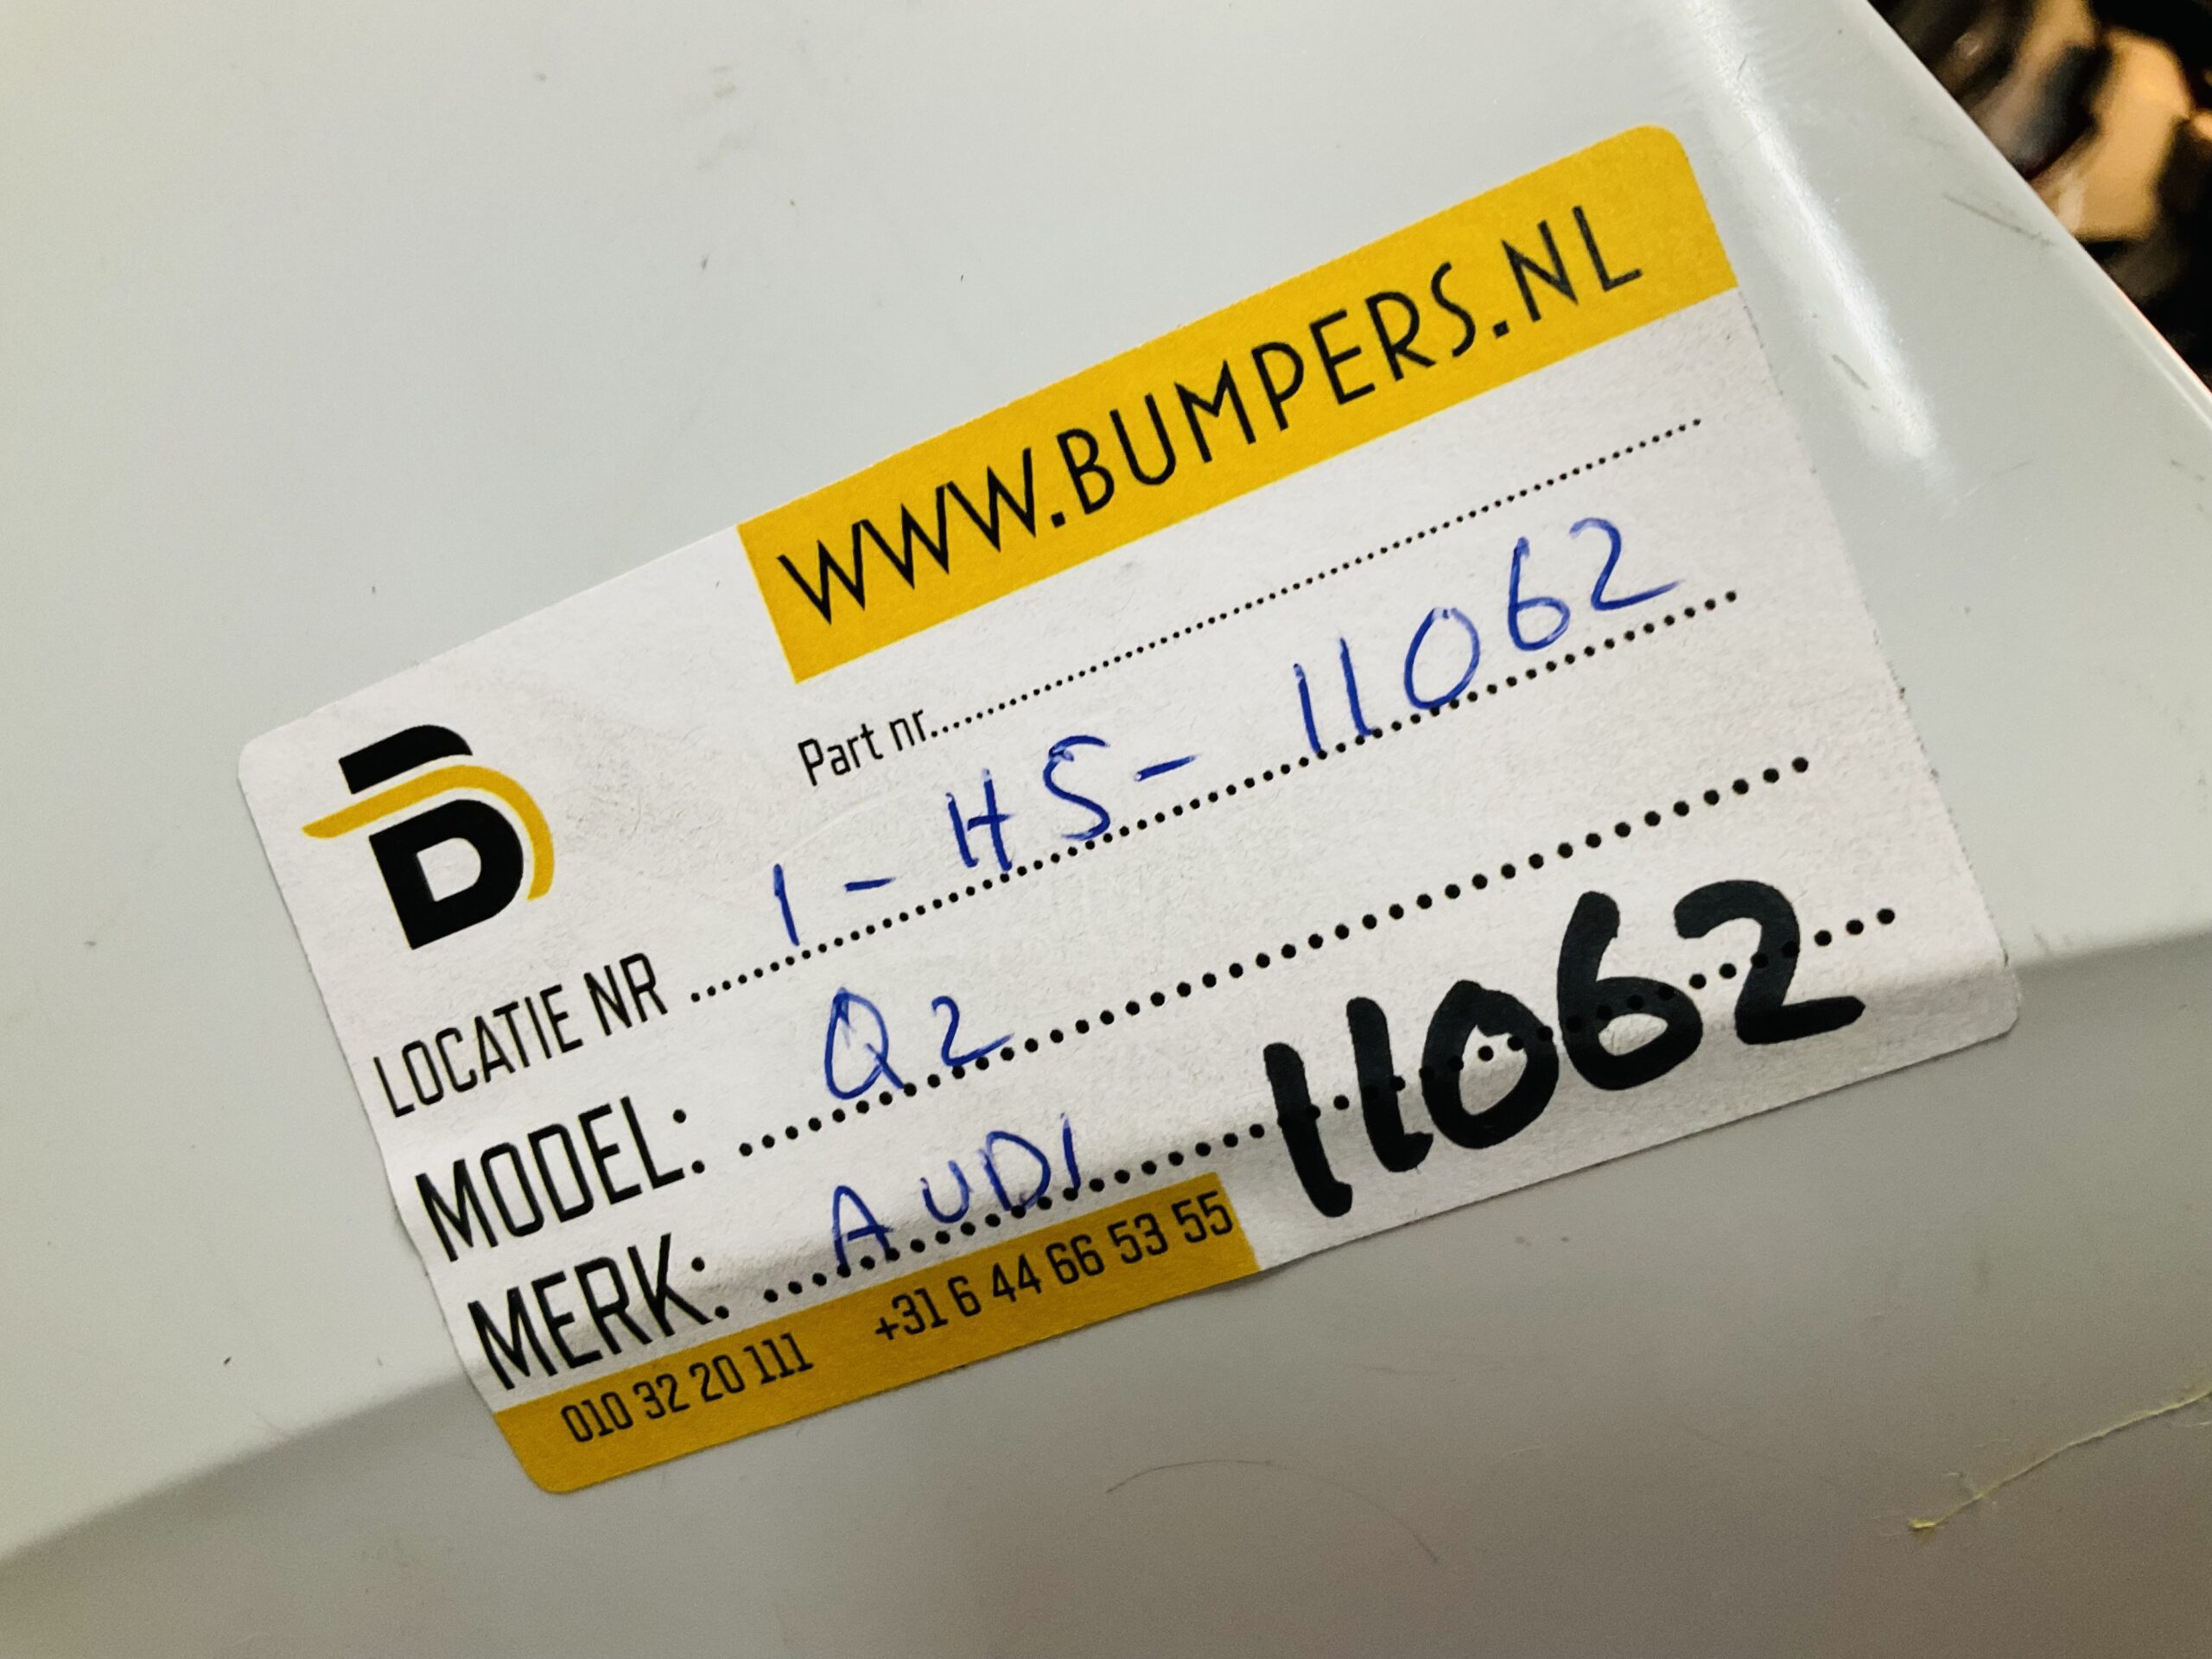 WWW.BUMPERS.NL
Part nr.....................
LOCATIE NR ..... 1 - HS - 11062
MODEL: ..... Q2
MERK: ..... AUDI
11062
010 32 20 111 +31 6 44 66 53 55